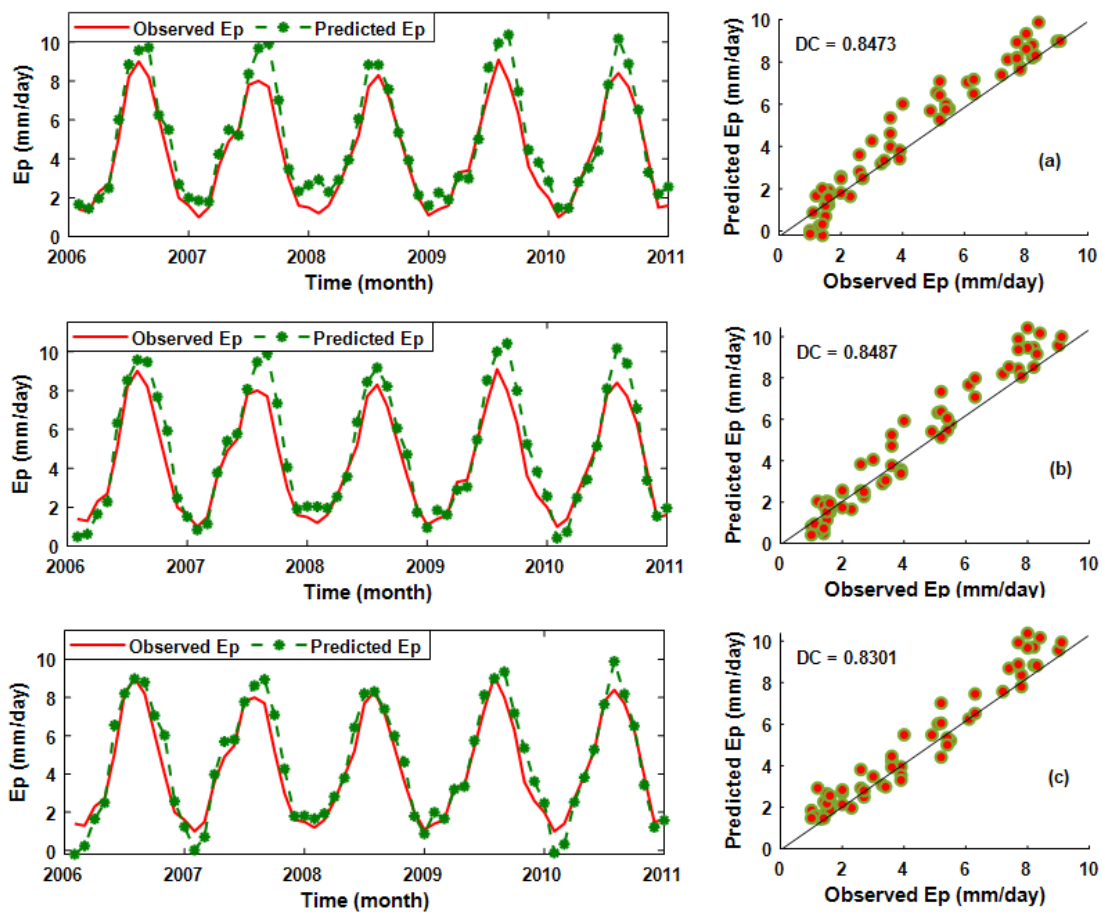 Observed Ep Predicted Ep
Ep (mm/day)
10
8
6
4
2
0
2006 2007 2008 2009 2010 2011
Time (month)
DC = 0.8473
(a)
Predicted Ep (mm/day)
10
8
6
4
2
0
0 2 4 6 8 10
Observed Ep (mm/day)
Observed Ep Predicted Ep
Ep (mm/day)
10
8
6
4
2
0
2006 2007 2008 2009 2010 2011
Time (month)
DC = 0.8487
(b)
Predicted Ep (mm/day)
10
8
6
4
2
0
0 2 4 6 8 10
Observed Ep (mm/day)
Observed Ep Predicted Ep
Ep (mm/day)
10
8
6
4
2
0
2006 2007 2008 2009 2010 2011
Time (month)
DC = 0.8301
(c)
Predicted Ep (mm/day)
10
8
6
4
2
0
0 2 4 6 8 10
Observed Ep (mm/day)